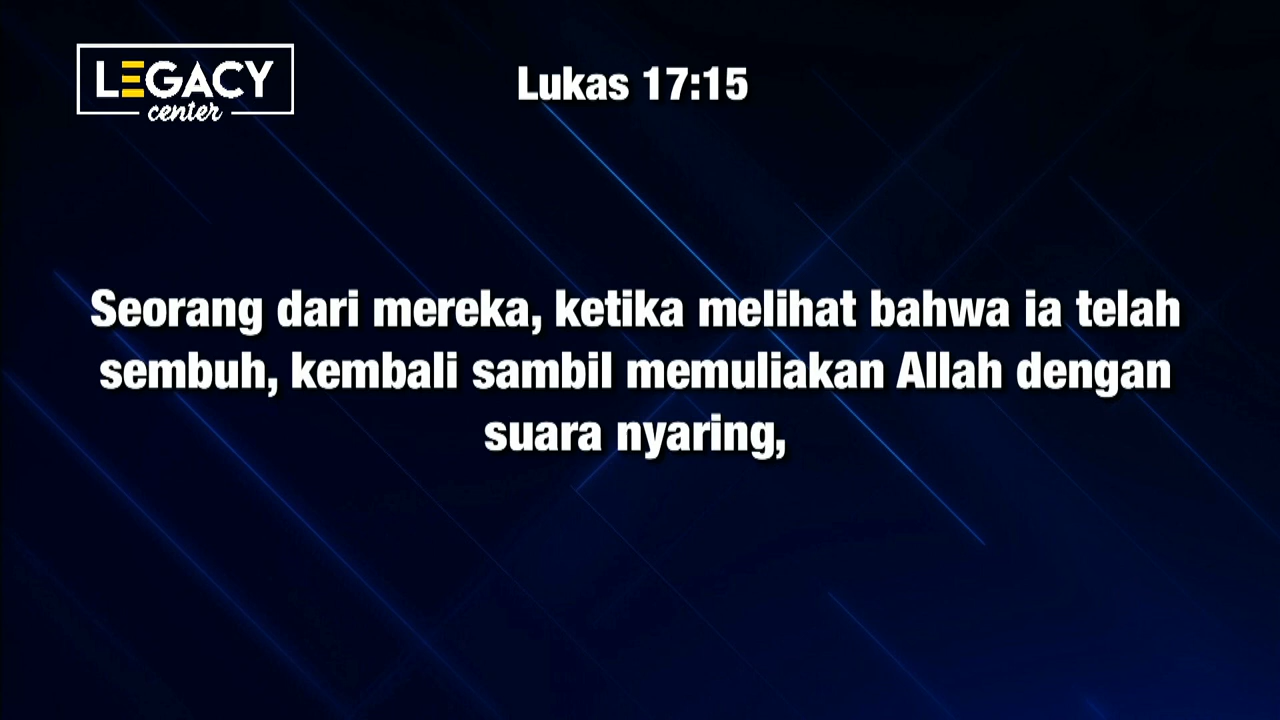 LEGACY
center
Lukas 17:15
Seorang dari mereka, ketika melihat bahwa ia telah
sembuh, kembali sambil memuliakan Allah dengan
suara nyaring,